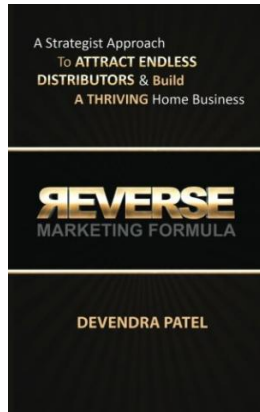 A Strategist Approach
To ATTRACT ENDLESS
DISTRIBUTORS & Build
A THRIVING Home Business
REVERSE
MARKETING FORMULA
DEVENDRA PATEL